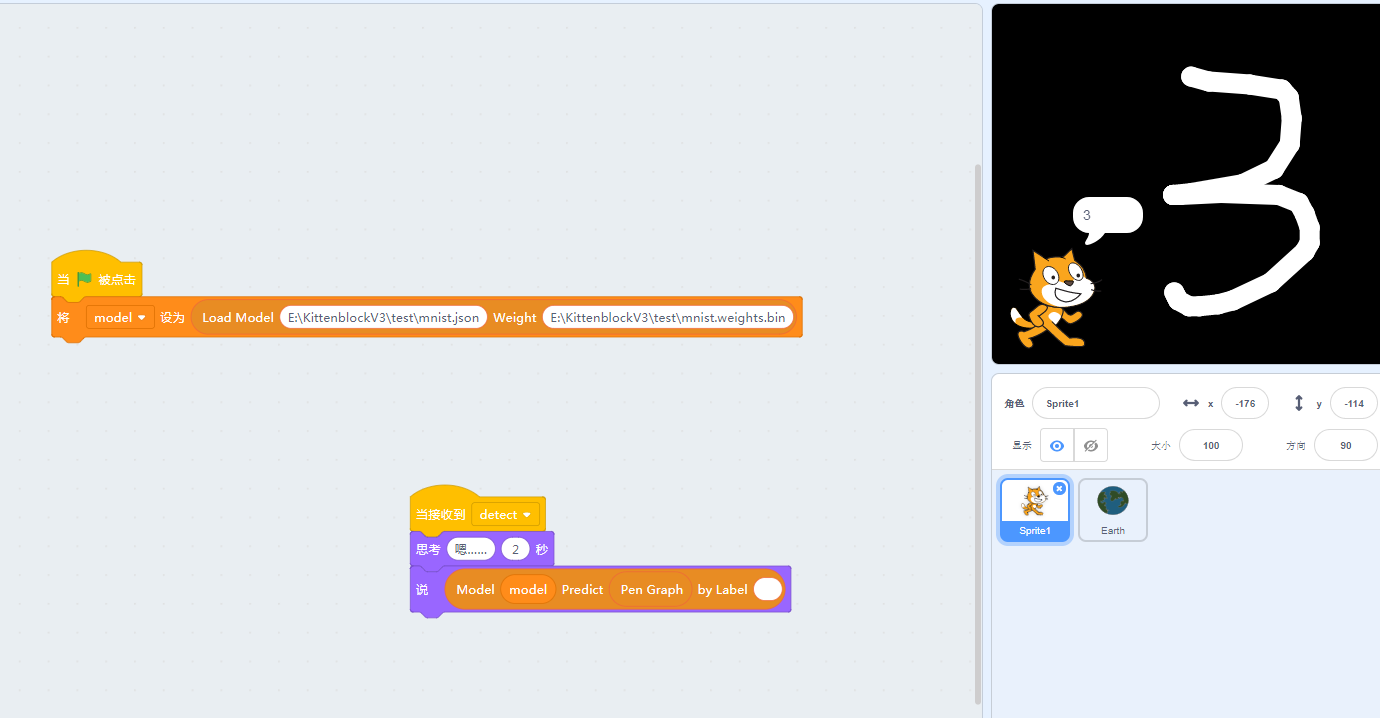 当 被点击
将 model 设为 Load Model E:\KittenblockV3\test\mnist.json Weight E:\KittenblockV3\test\mnist.weights.bin
当接收到 detect
思考 嗯...... 2 秒
说 Model model Predict Pen Graph by Label
3
3
角色 Sprite1 x -176 y -114
显示 大小 100 方向 90
Sprite1 Earth